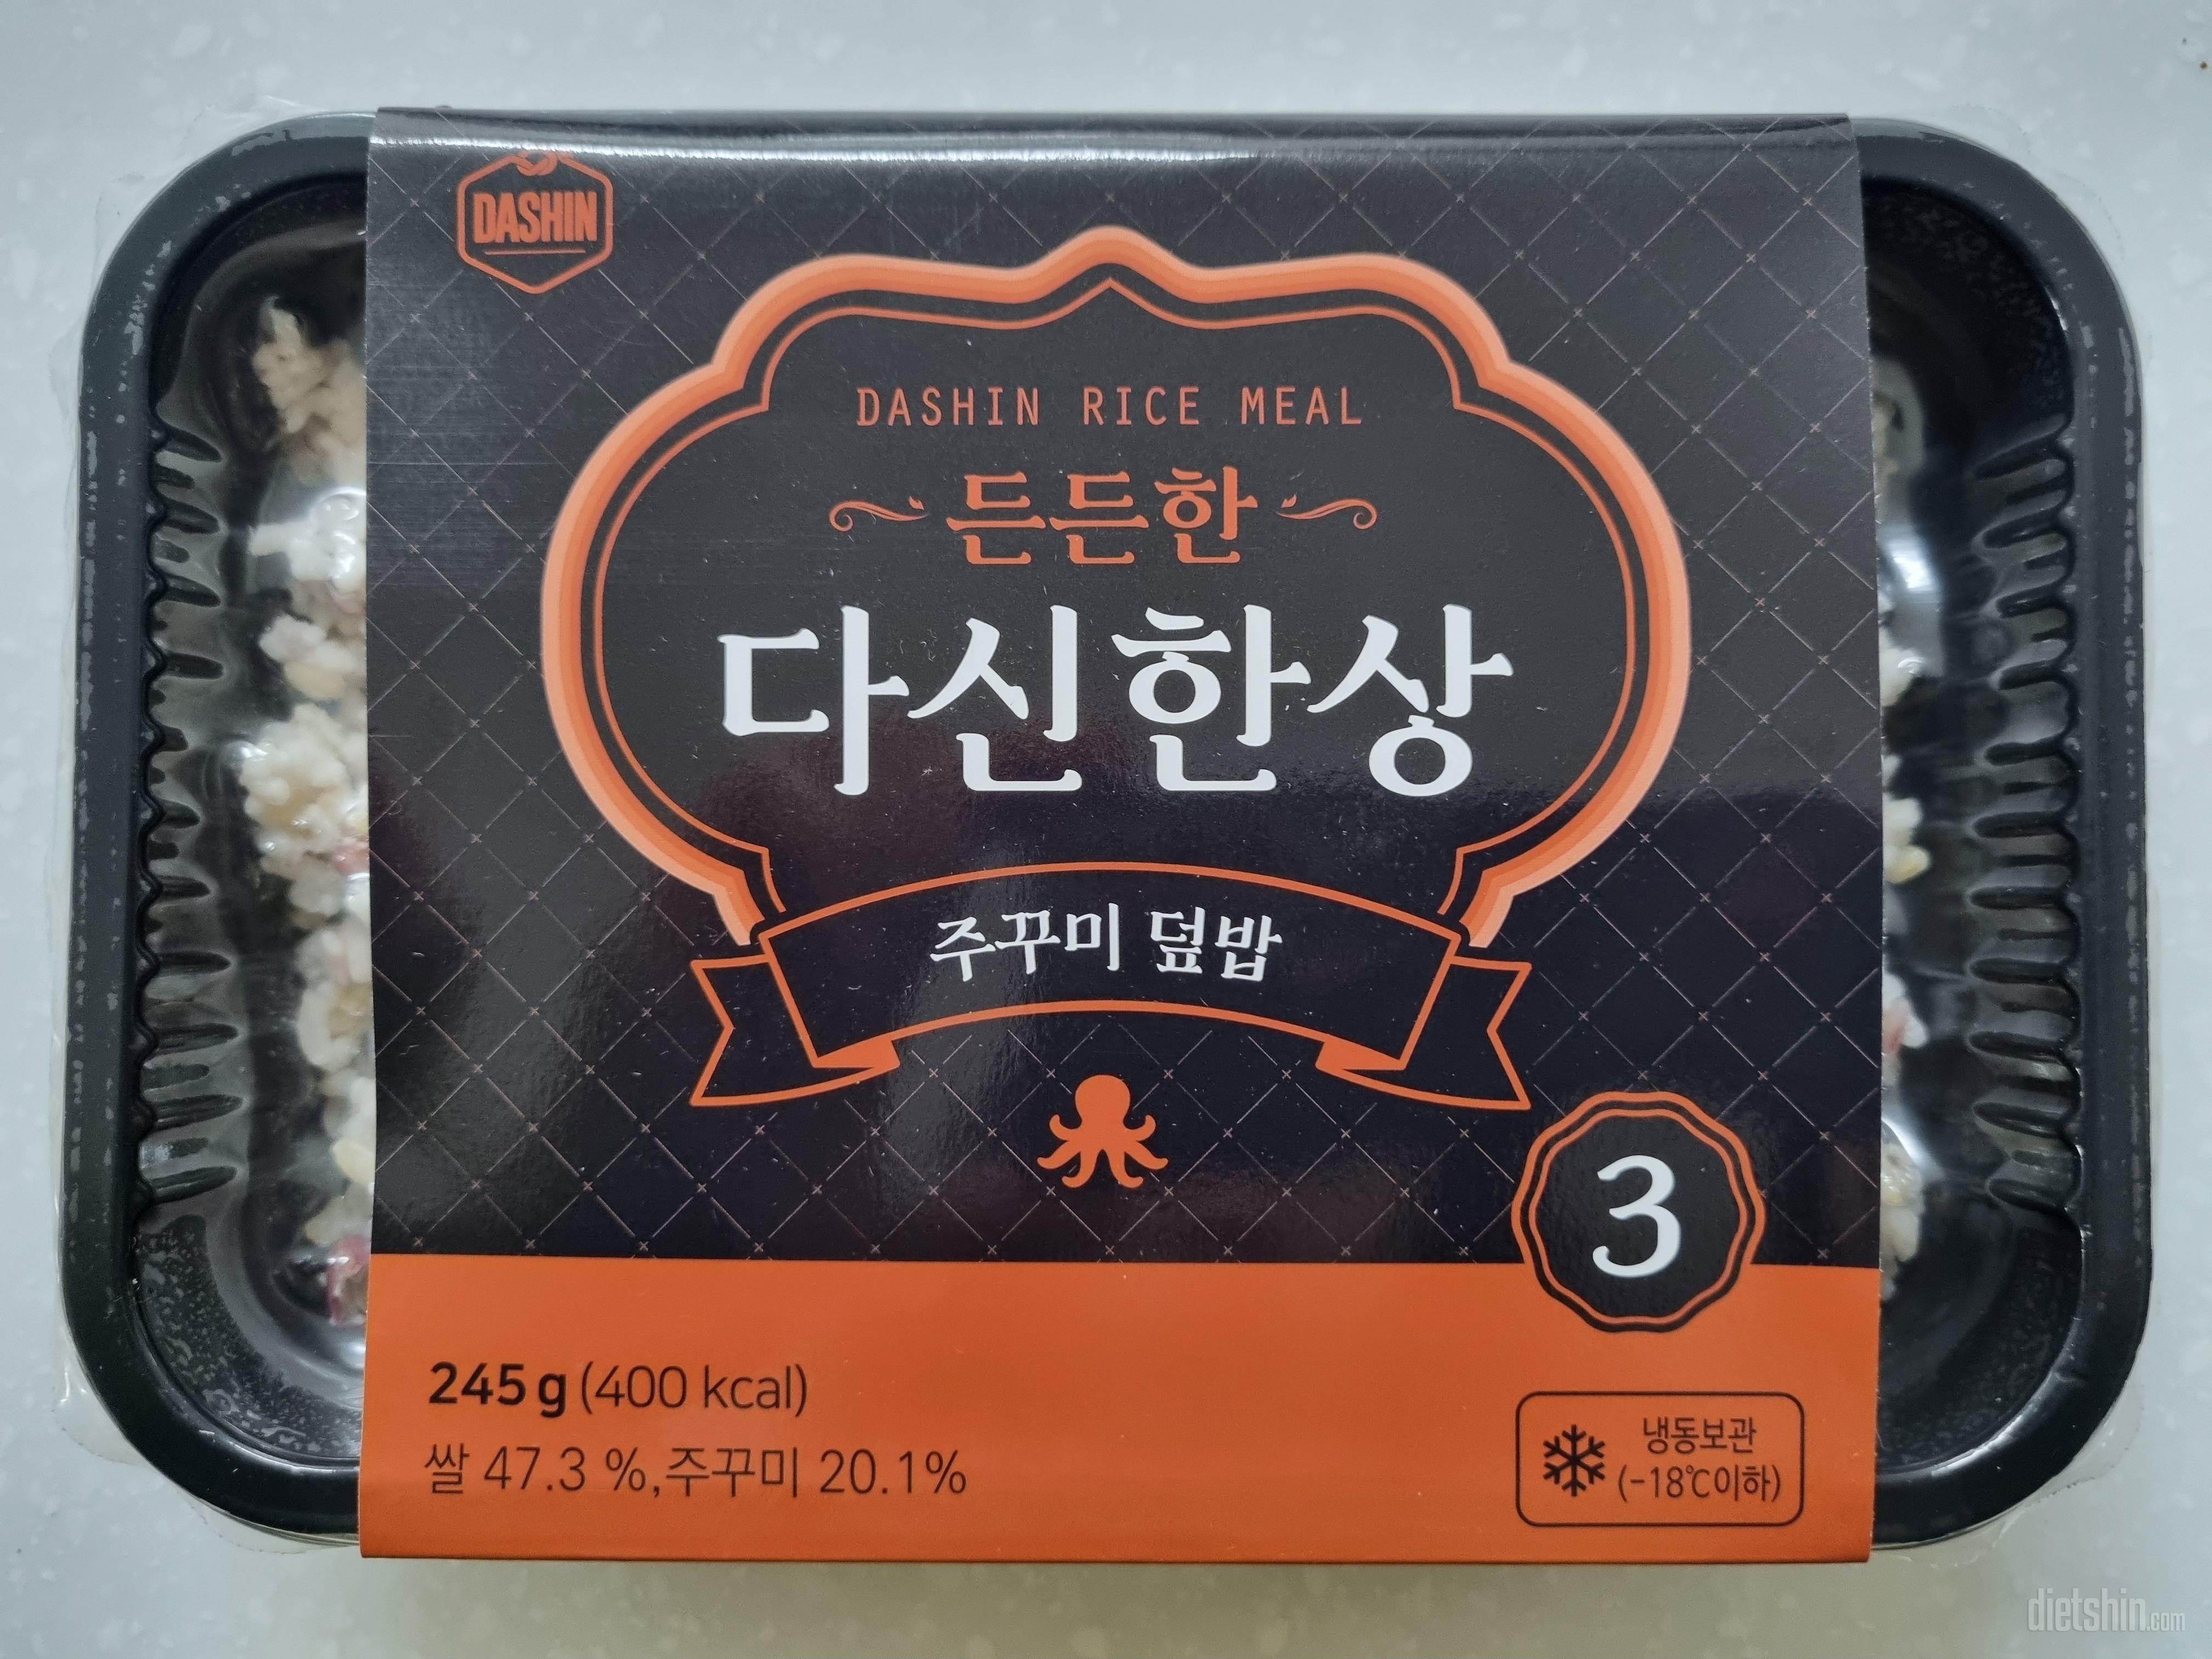 DASHIN
DASHIN RICE MEAL
든든한
다신한상
주꾸미 덮밥
3
245g (400 kcal)
쌀 47.3 %,주꾸미 20.1%
냉동보관
(-18℃이하)
dietshin.com